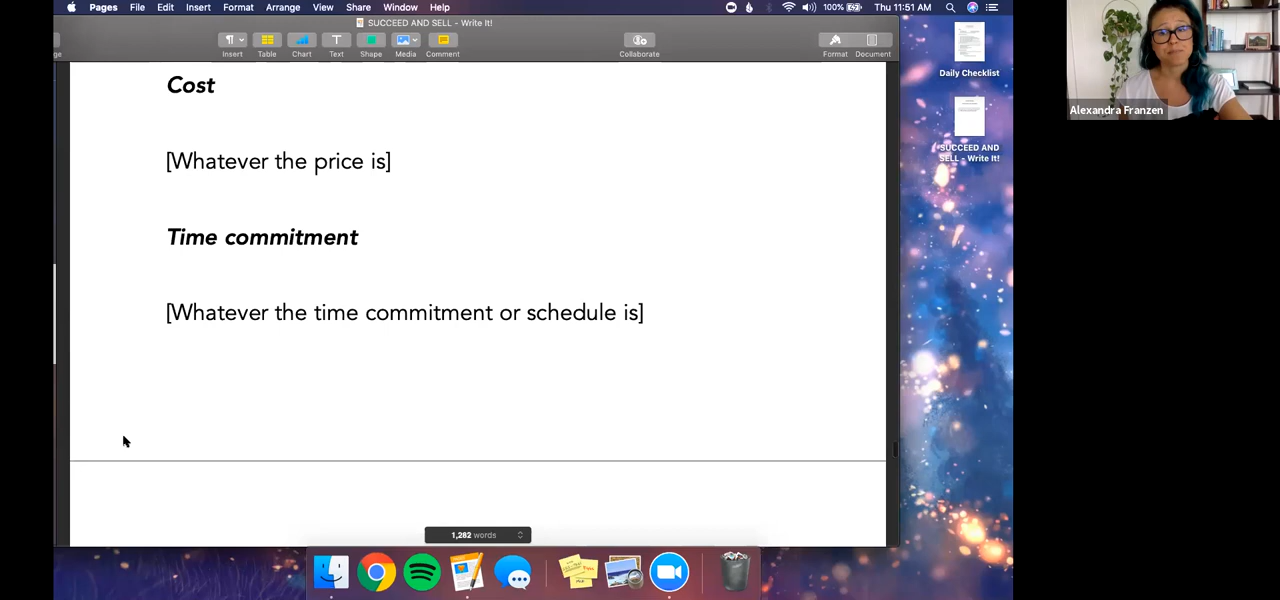 Pages File Edit Insert Format Arrange View Share Window Help 100% Thu 11:51 AM
SUCCEED AND SELL - Write It!
ge Insert Table Chart Text Shape Media Comment Collaborate Format Document
Cost
[Whatever the price is]
Time commitment
[Whatever the time commitment or schedule is]
1,282 words
Daily Checklist
SUCCEED AND
SELL - Write It!
Alexandra Franzen